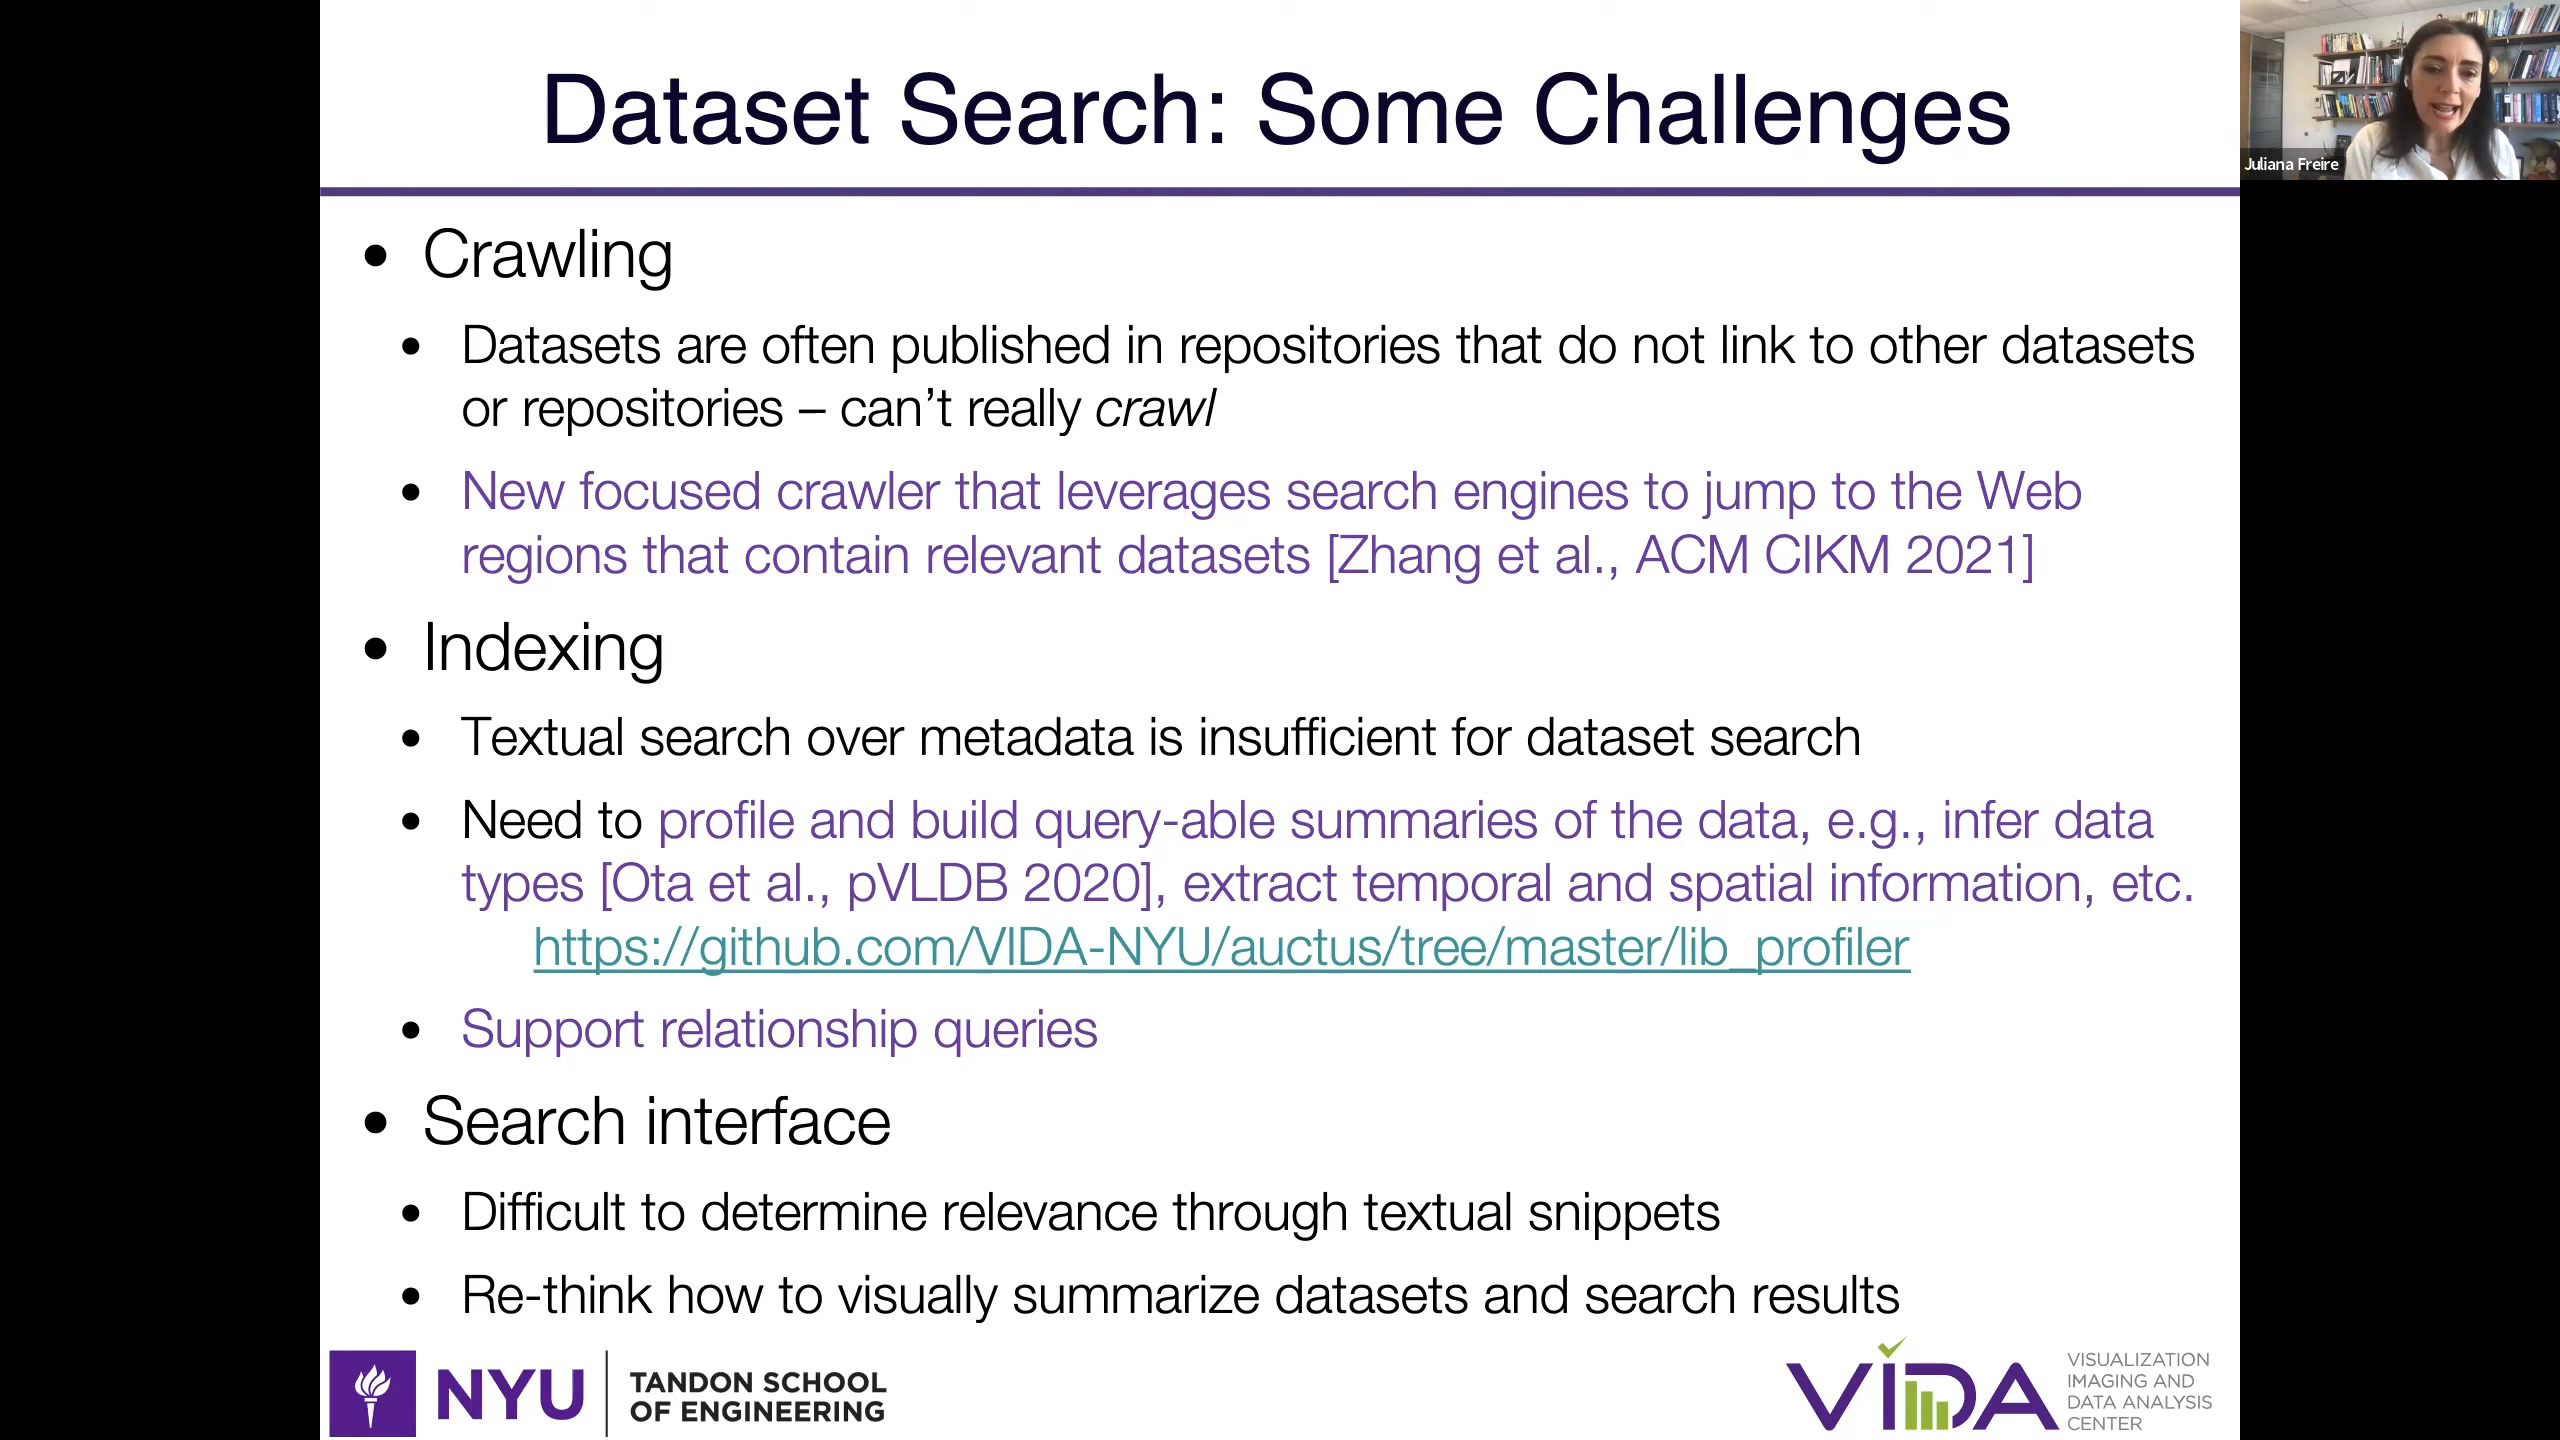 Dataset Search: Some Challenges
Juliana Freire
• Crawling
• Datasets are often published in repositories that do not link to other datasets
or repositories – can’t really crawl
• New focused crawler that leverages search engines to jump to the Web
regions that contain relevant datasets [Zhang et al., ACM CIKM 2021]
• Indexing
• Textual search over metadata is insufficient for dataset search
• Need to profile and build query-able summaries of the data, e.g., infer data
types [Ota et al., pVLDB 2020], extract temporal and spatial information, etc.
https://github.com/VIDA-NYU/auctus/tree/master/lib_profiler
• Support relationship queries
• Search interface
• Difficult to determine relevance through textual snippets
• Re-think how to visually summarize datasets and search results
NYU
TANDON SCHOOL
OF ENGINEERING
VIDA
VISUALIZATION
IMAGING AND
DATA ANALYSIS
CENTER